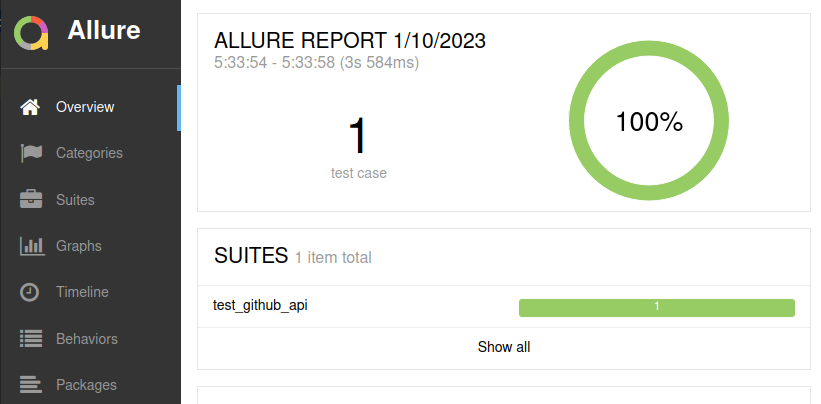 Allure
Overview
Categories
Suites
Graphs
Timeline
Behaviors
Packages
ALLURE REPORT 1/10/2023
5:33:54 - 5:33:58 (3s 584ms)
1
test case
100%
SUITES 1 item total
test_github_api
1
Show all